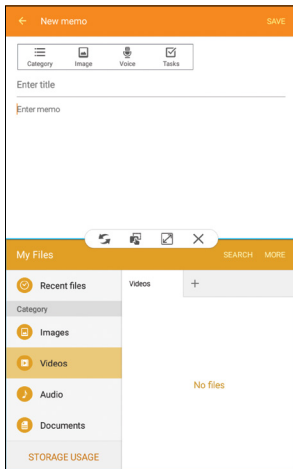 New memo
SAVE
Category Image Voice Tasks
Enter title
Enter memo
My Files
SEARCH MORE
Recent files
Videos
+
Category
Images
Videos
Audio
Documents
No files
STORAGE USAGE